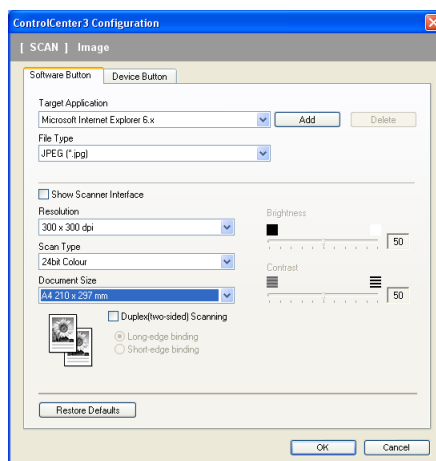 ControlCenter3 Configuration
[ SCAN ] Image
Software Button Device Button
Target Application
Microsoft Internet Explorer 6.x Add Delete
File Type
JPEG (*.jpg)
Show Scanner Interface
Resolution
300 x 300 dpi
Scan Type
24bit Colour
Document Size
A4 210 x 297 mm
Brightness
50
Contrast
50
Duplex(two-sided) Scanning
Long-edge binding
Short-edge binding
Restore Defaults
OK Cancel